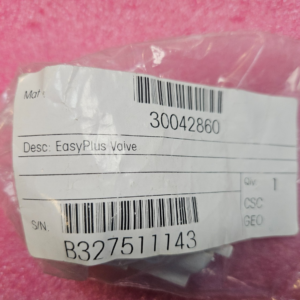 Mat
30042860
Desc: EasyPlus Valve
Qty 1
CSC
GEO
S/N
B327511143